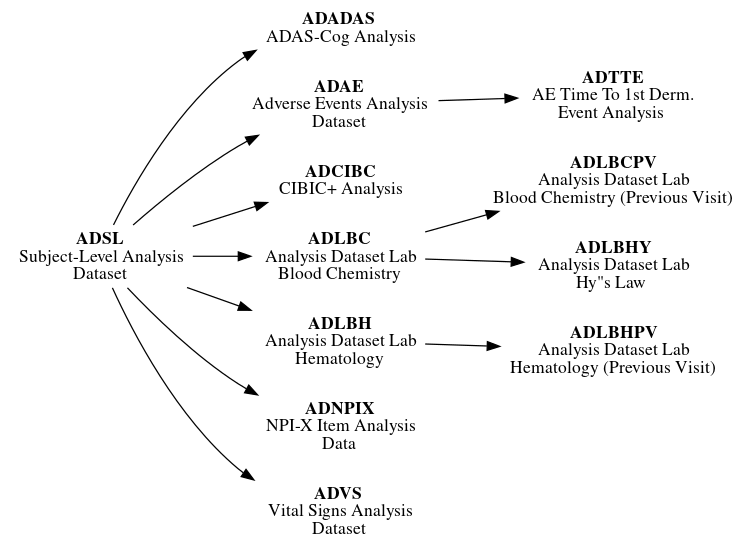 ADADAS
ADAS-Cog Analysis
ADAE
Adverse Events Analysis
Dataset
ADTTE
AE Time To 1st Derm.
Event Analysis
ADCIBC
CIBIC+ Analysis
ADLBCPV
Analysis Dataset Lab
Blood Chemistry (Previous Visit)
ADSL
Subject-Level Analysis
Dataset
ADLBC
Analysis Dataset Lab
Blood Chemistry
ADLBHY
Analysis Dataset Lab
Hy"s Law
ADLBH
Analysis Dataset Lab
Hematology
ADLBHPV
Analysis Dataset Lab
Hematology (Previous Visit)
ADNPIX
NPI-X Item Analysis
Data
ADVS
Vital Signs Analysis
Dataset